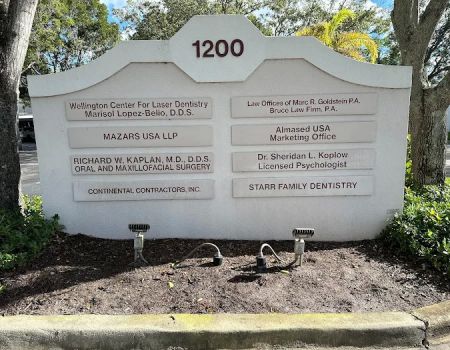 1200
Wellington Center For Laser Dentistry
Marisol Lopez-Belio, D.D.S.
MAZARS USA LLP
RICHARD W. KAPLAN, M.D., D.D.S.
ORAL AND MAXILLOFACIAL SURGERY
CONTINENTAL CONTRACTORS, INC.
Law Offices of Marc R. Goldstein P.A.
Bruce Law Firm, P.A.
Almased USA
Marketing Office
Dr. Sheridan L. Koplow
Licensed Psychologist
STARR FAMILY DENTISTRY